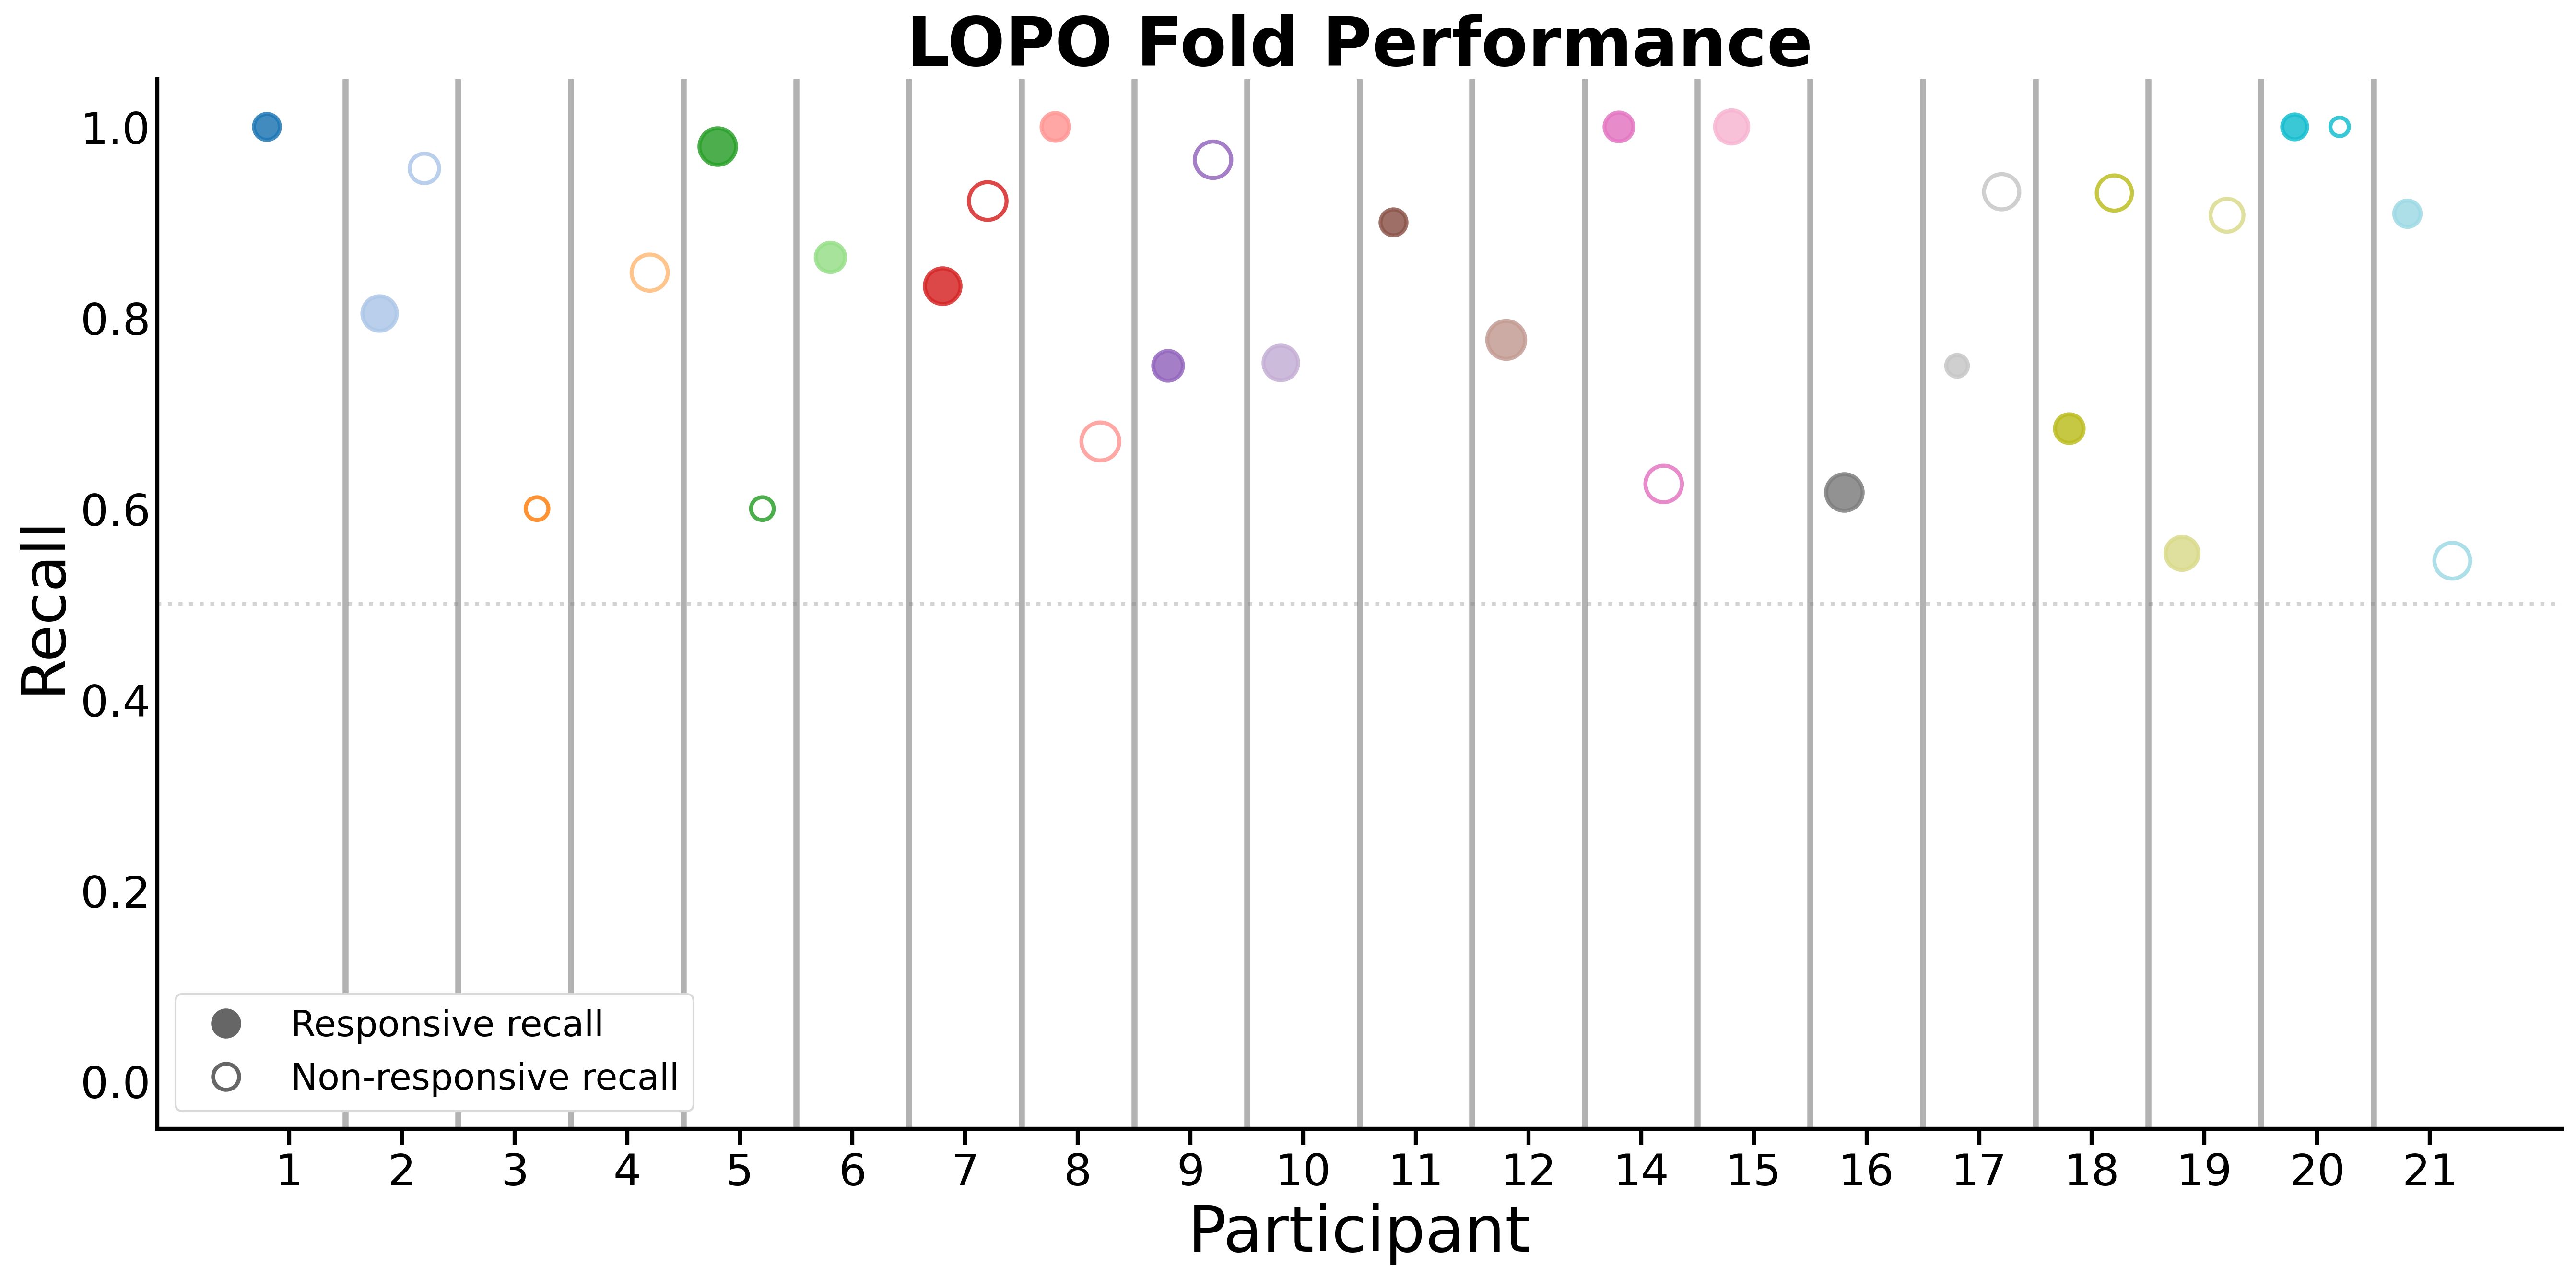 LOPO Fold Performance
Recall
1.0
0.8
0.6
0.4
0.2
0.0
Responsive recall
Non-responsive recall
1 2 3 4 5 6 7 8 9 10 11 12 14 15 16 17 18 19 20 21
Participant